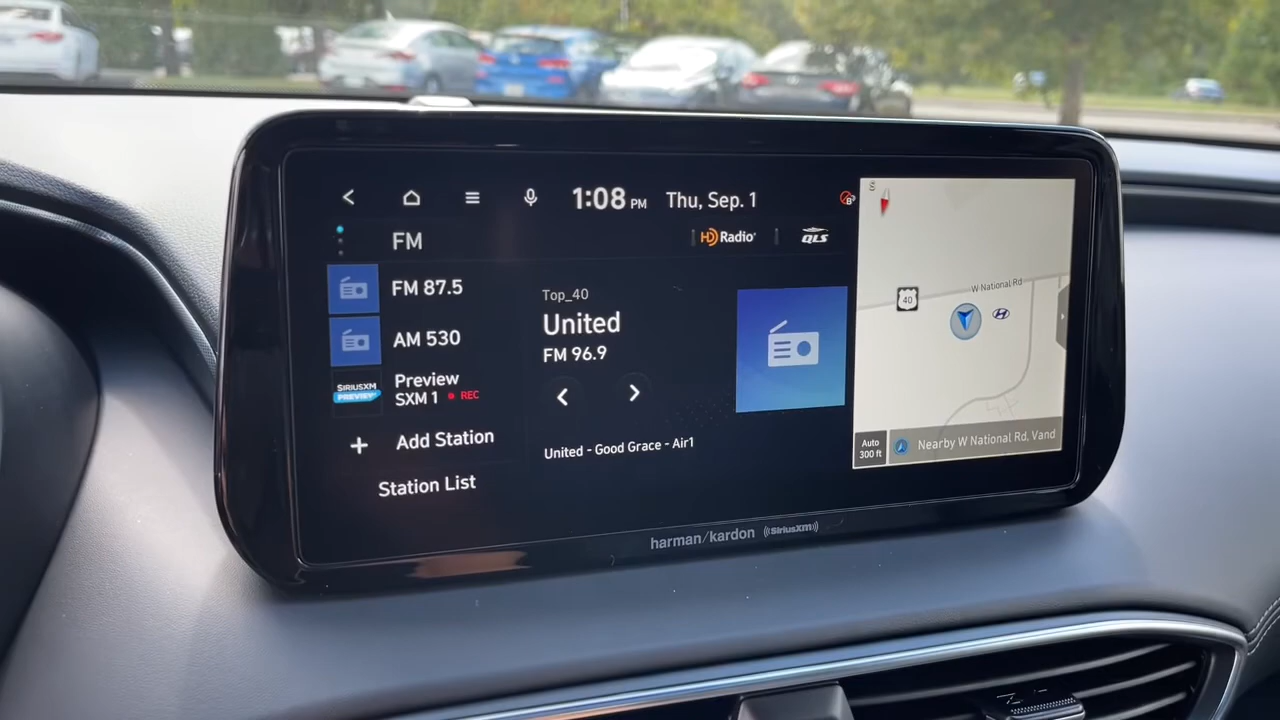 1:08 PM Thu, Sep. 1
FM
HD Radio
QLS
FM 87.5
AM 530
SIRIUSXM
PREVIEW
Preview
SXM 1 REC
Add Station
Station List
Top_40
United
FM 96.9
United - Good Grace - Air1
S
40
W National Rd
Auto
300 ft
Nearby W National Rd, Vand
harman/kardon ((SiriusXM))